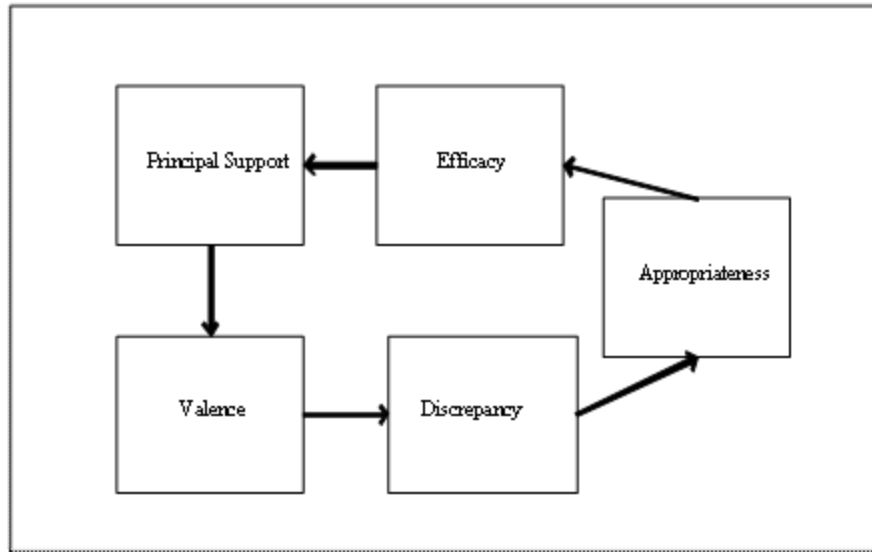 Principal Support
Efficacy
Appropriateness
Valence
Discrepancy